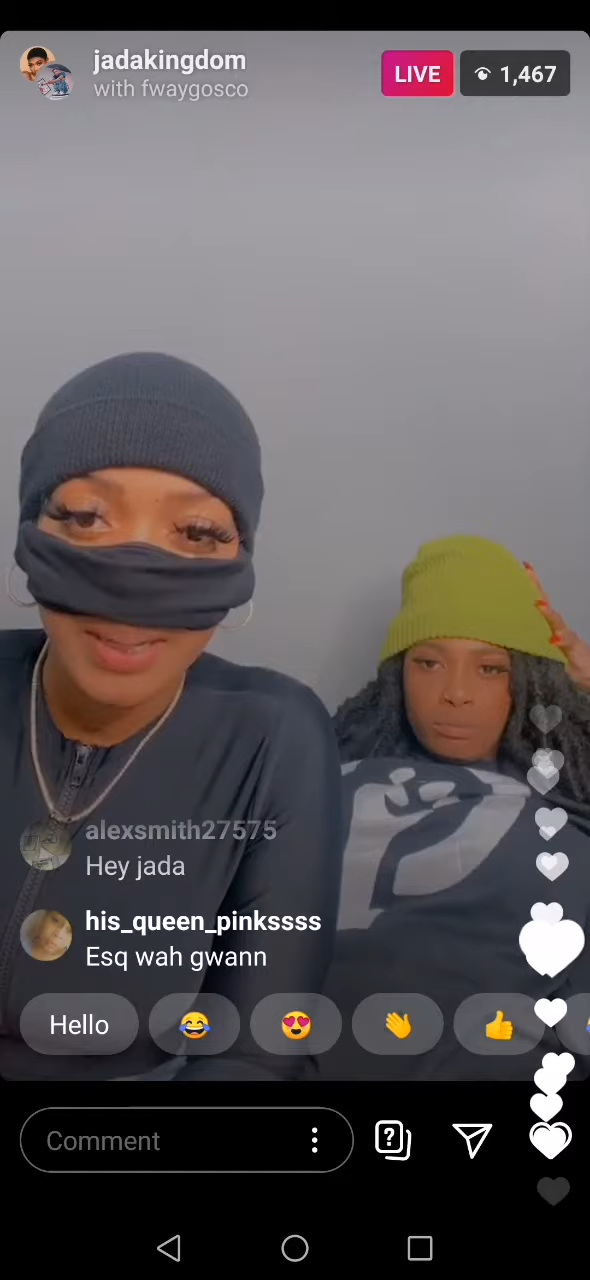 jadakingdom
with fwaygosco
LIVE
1,467
alexsmith27575
Hey jada
his_queen_pinkssss
Esq wah gwann
Hello
Comment